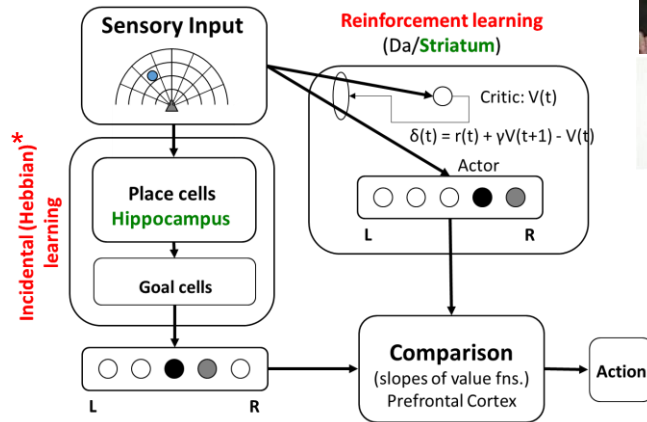 Sensory Input
Reinforcement learning
(Da/Striatum)
Critic: V(t)
δ(t) = r(t) + γV(t+1) - V(t)
Actor
L R
Incidental (Hebbian)*
learning
Place cells
Hippocampus
Goal cells
L R
Comparison
(slopes of value fns.)
Prefrontal Cortex
Action